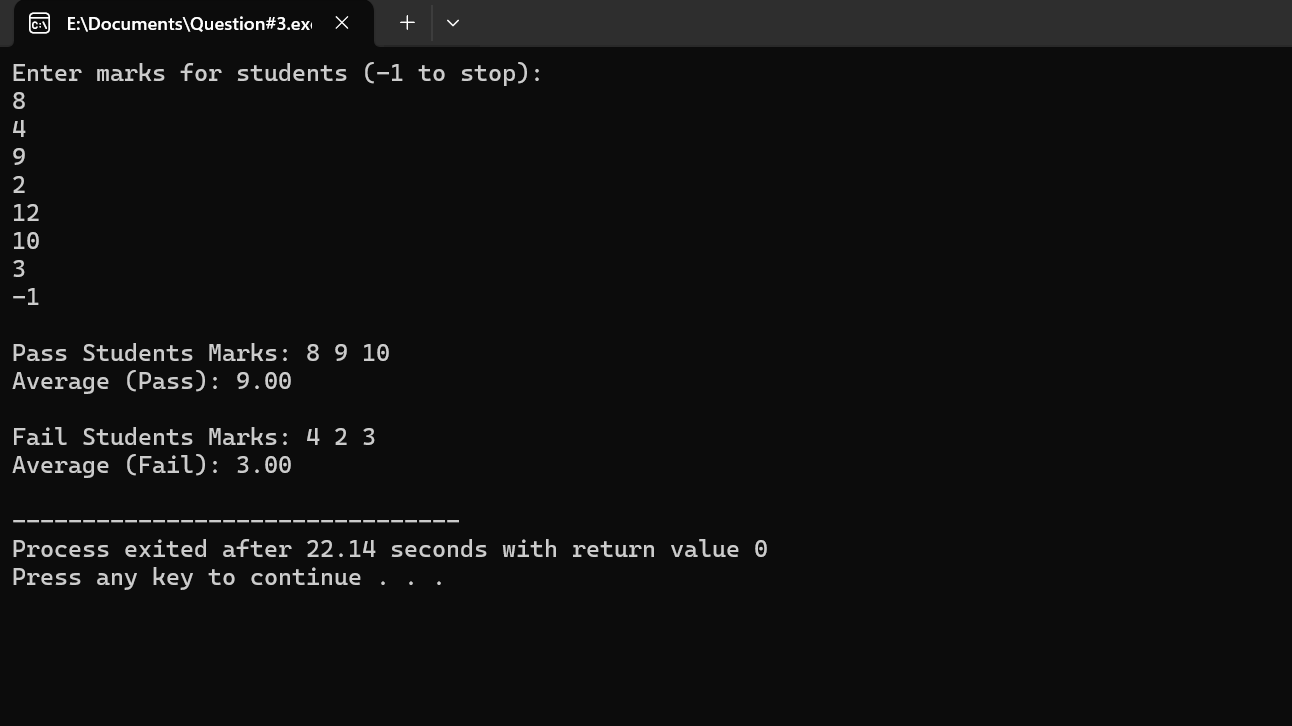 E:\Documents\Question#3.ex
Enter marks for students (-1 to stop):
8
4
9
2
12
10
3
-1
Pass Students Marks: 8 9 10
Average (Pass): 9.00
Fail Students Marks: 4 2 3
Average (Fail): 3.00
--------------------------------
Process exited after 22.14 seconds with return value 0
Press any key to continue . . .